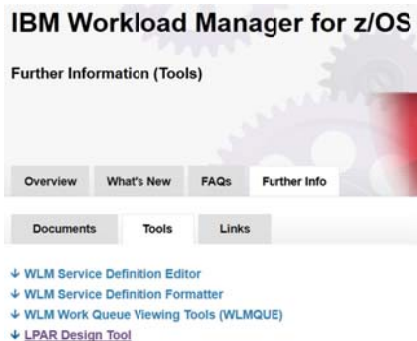 IBM Workload Manager for z/OS
Further Information (Tools)
Overview What's New FAQs Further Info
Documents Tools Links
WLM Service Definition Editor
WLM Service Definition Formatter
WLM Work Queue Viewing Tools (WLMQUE)
LPAR Design Tool